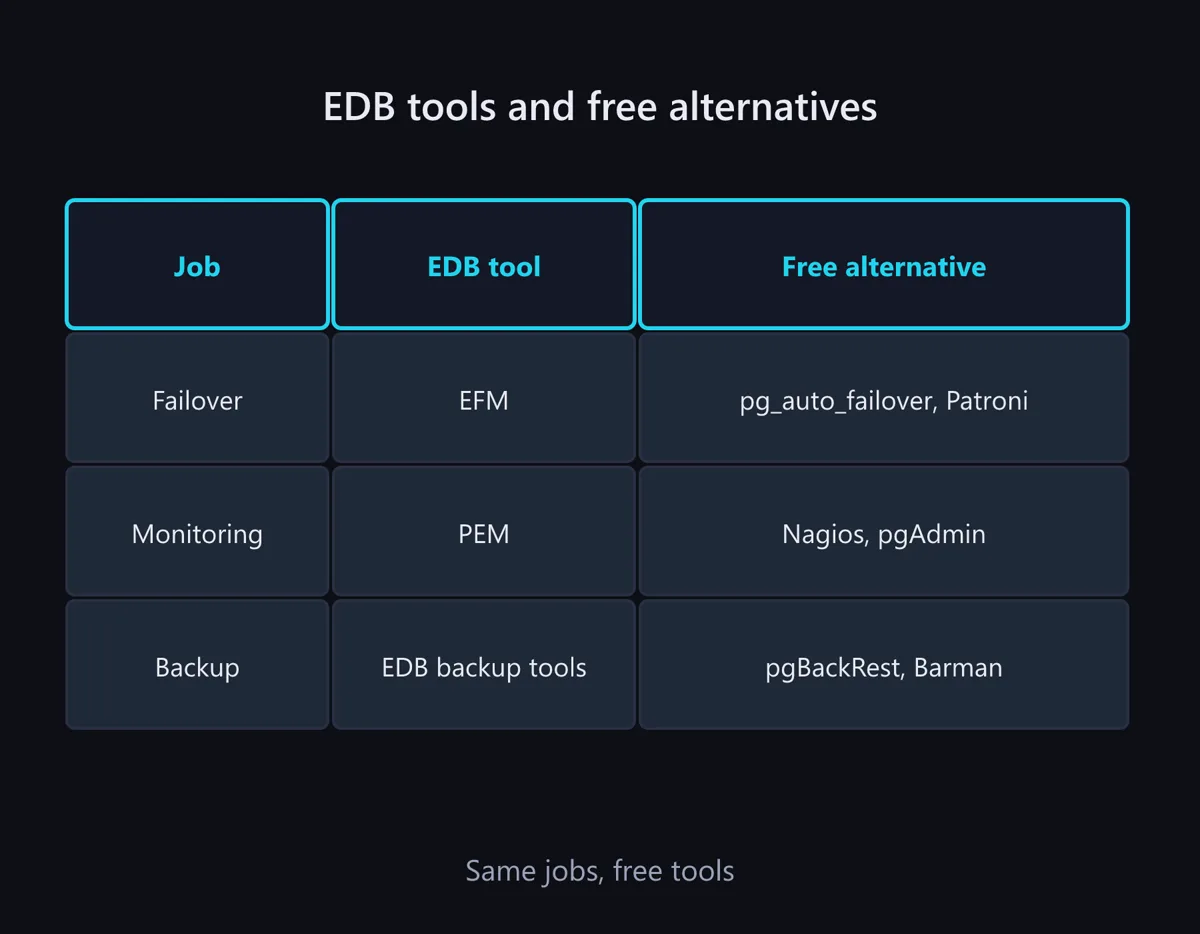 EDB tools and free alternatives
Job EDB tool Free alternative
Failover EFM pg_auto_failover, Patroni
Monitoring PEM Nagios, pgAdmin
Backup EDB backup tools pgBackRest, Barman
Same jobs, free tools